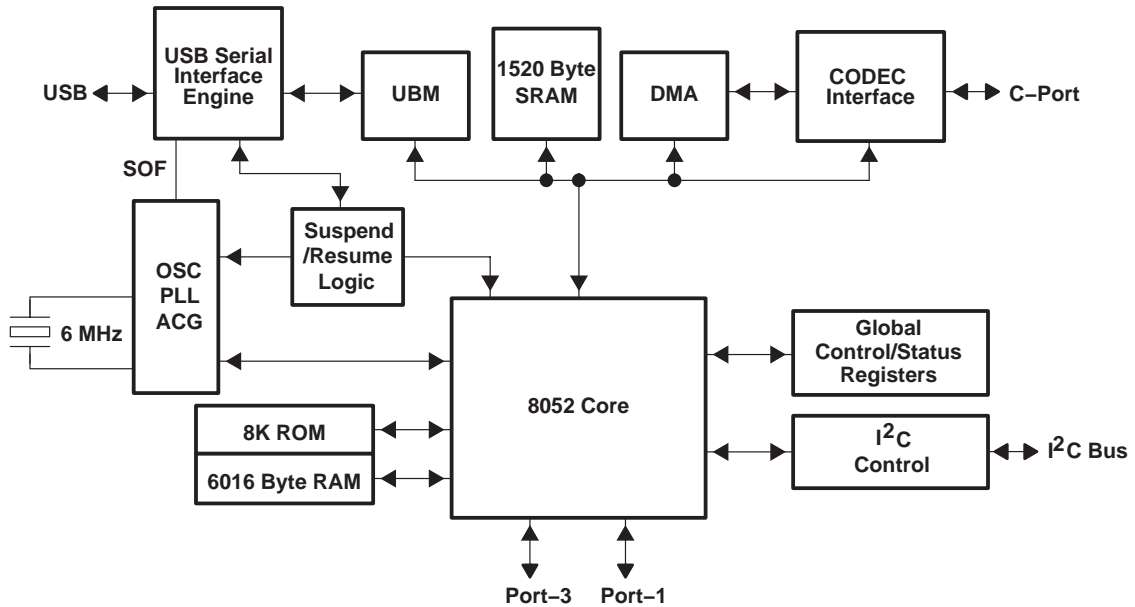 USB Serial
Interface
Engine
USB
UBM
1520 Byte
SRAM
DMA
CODEC
Interface
C–Port
SOF
Suspend
/Resume
Logic
OSC
PLL
ACG
6 MHz
8052 Core
Global
Control/Status
Registers
8K ROM
6016 Byte RAM
I²C
Control
I²C Bus
Port–3
Port–1